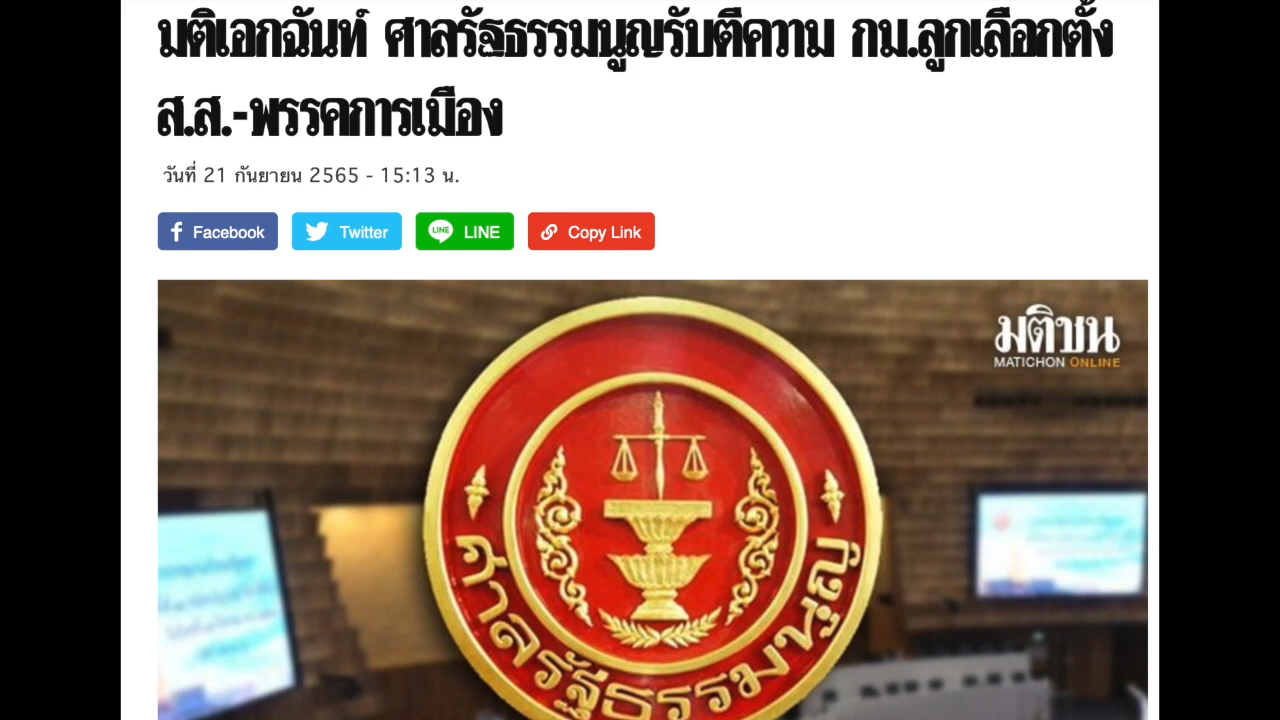 มติเอกฉันท์ ศาลรัฐธรรมนูญรับตีความ กม.ลูกเลือกตั้ง
ส.ส.-พรรคการเมือง
วันที่ 21 กันยายน 2565 - 15:13 น.
Facebook Twitter LINE LINE Copy Link
มติชน
MATICHON ONLINE
ศาลรัฐธรรมนูญ